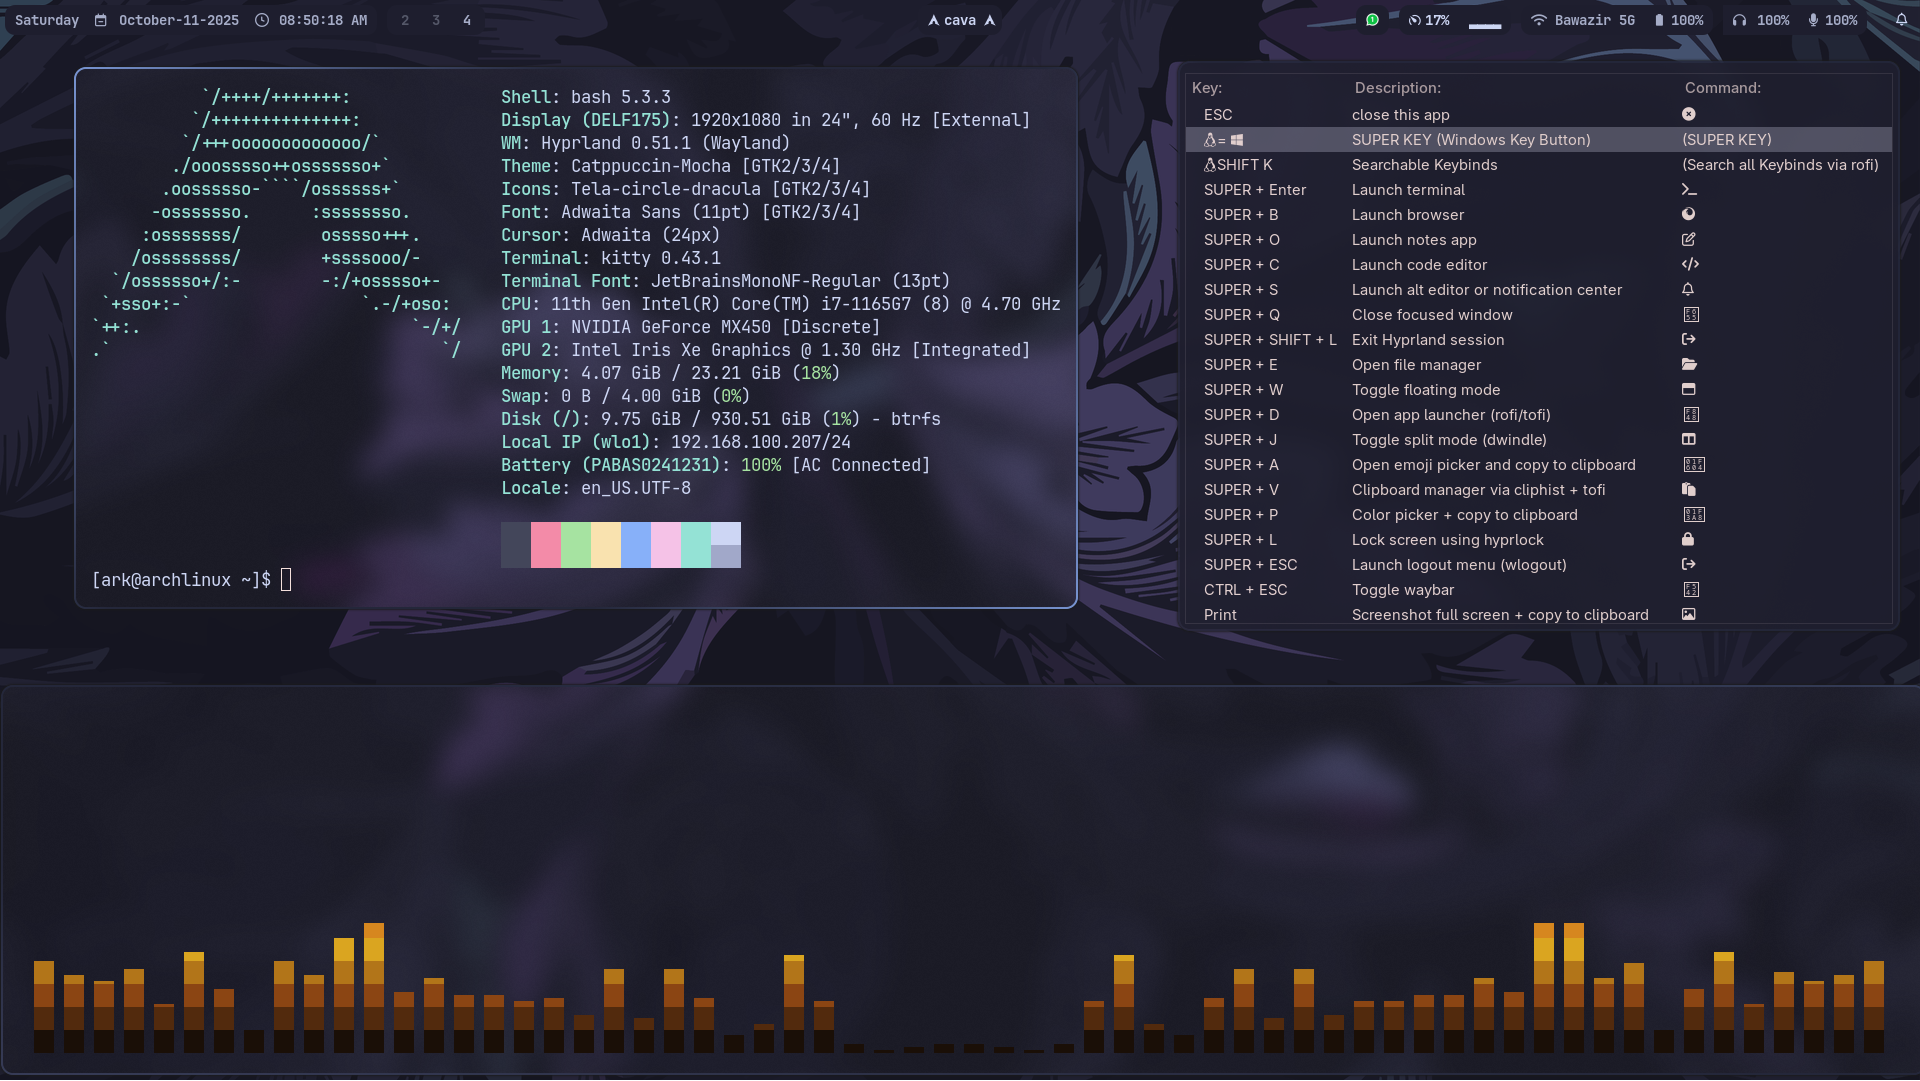 Saturday October-11-2025 08:50:18 AM 2 3 4
cava
17% Bawazir 5G 100% 100% 100%
`/++++/+++++++:
`/++++++++++++++:
`/+++ooooooooooooo/`
./ooosssso++osssssso+`
.oossssso-````/ossssss+`
-osssssso. :ssssssso.
:osssssss/ osssso+++.
/ossssssss/ +ssssooo/-
`/ossssso+/:- -:/+osssso+-
`+sso+:-` `.-/+oso:
`++:. `-/+/
.` `/
Shell: bash 5.3.3
Display (DELF175): 1920x1080 in 24", 60 Hz [External]
WM: Hyprland 0.51.1 (Wayland)
Theme: Catppuccin-Mocha [GTK2/3/4]
Icons: Tela-circle-dracula [GTK2/3/4]
Font: Adwaita Sans (11pt) [GTK2/3/4]
Cursor: Adwaita (24px)
Terminal: kitty 0.43.1
Terminal Font: JetBrainsMonoNF-Regular (13pt)
CPU: 11th Gen Intel(R) Core(TM) i7-1165G7 (8) @ 4.70 GHz
GPU 1: NVIDIA GeForce MX450 [Discrete]
GPU 2: Intel Iris Xe Graphics @ 1.30 GHz [Integrated]
Memory: 4.07 GiB / 23.21 GiB (18%)
Swap: 0 B / 4.00 GiB (0%)
Disk (/): 9.75 GiB / 930.51 GiB (1%) - btrfs
Local IP (wlo1): 192.168.100.207/24
Battery (PABAS0241231): 100% [AC Connected]
Locale: en_US.UTF-8
[ark@archlinux ~]$
Key: Description: Command:
ESC close this app
= SUPER KEY (Windows Key Button) (SUPER KEY)
SHIFT K Searchable Keybinds (Search all Keybinds via rofi)
SUPER + Enter Launch terminal
SUPER + B Launch browser
SUPER + O Launch notes app
SUPER + C Launch code editor
SUPER + S Launch alt editor or notification center
SUPER + Q Close focused window
SUPER + SHIFT + L Exit Hyprland session
SUPER + E Open file manager
SUPER + W Toggle floating mode
SUPER + D Open app launcher (rofi/tofi)
SUPER + J Toggle split mode (dwindle)
SUPER + A Open emoji picker and copy to clipboard
SUPER + V Clipboard manager via cliphist + tofi
SUPER + P Color picker + copy to clipboard
SUPER + L Lock screen using hyprlock
SUPER + ESC Launch logout menu (wlogout)
CTRL + ESC Toggle waybar
Print Screenshot full screen + copy to clipboard